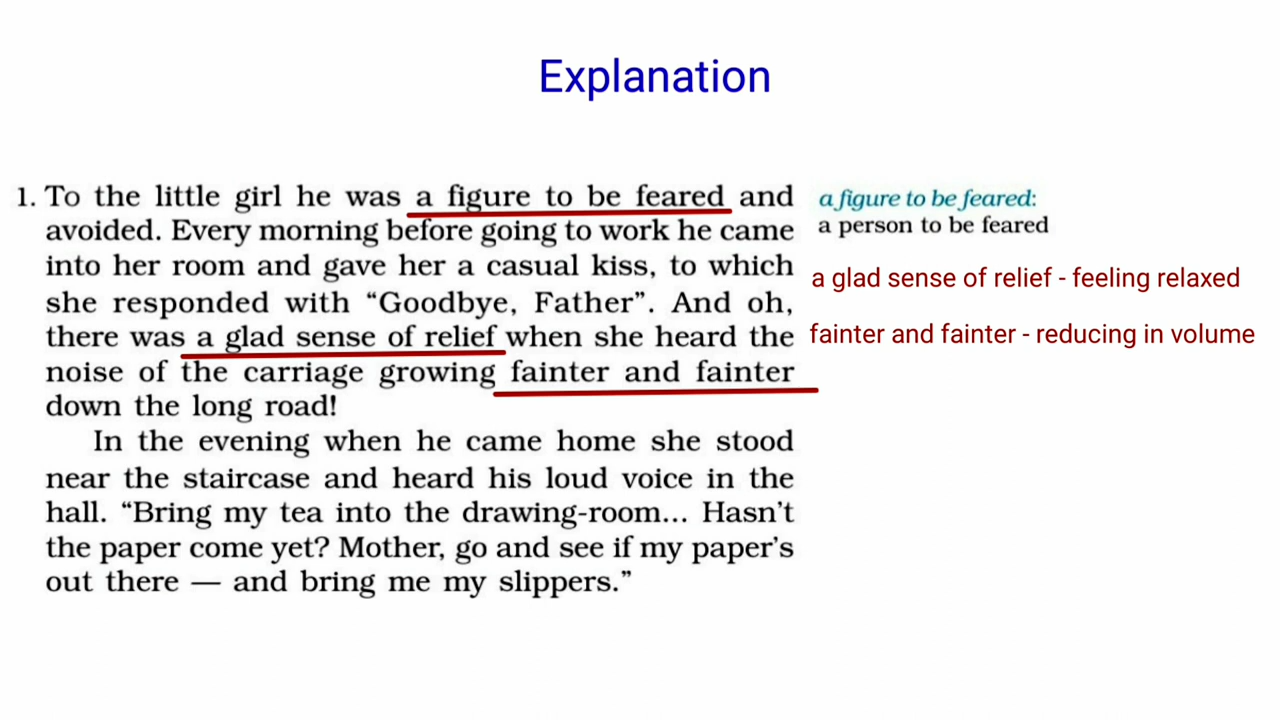 Explanation
1. To the little girl he was a figure to be feared and
avoided. Every morning before going to work he came
into her room and gave her a casual kiss, to which
she responded with “Goodbye, Father”. And oh,
there was a glad sense of relief when she heard the
noise of the carriage growing fainter and fainter
down the long road!
In the evening when he came home she stood
near the staircase and heard his loud voice in the
hall. “Bring my tea into the drawing-room... Hasn’t
the paper come yet? Mother, go and see if my paper’s
out there — and bring me my slippers.”
a figure to be feared:
a person to be feared
a glad sense of relief - feeling relaxed
fainter and fainter - reducing in volume